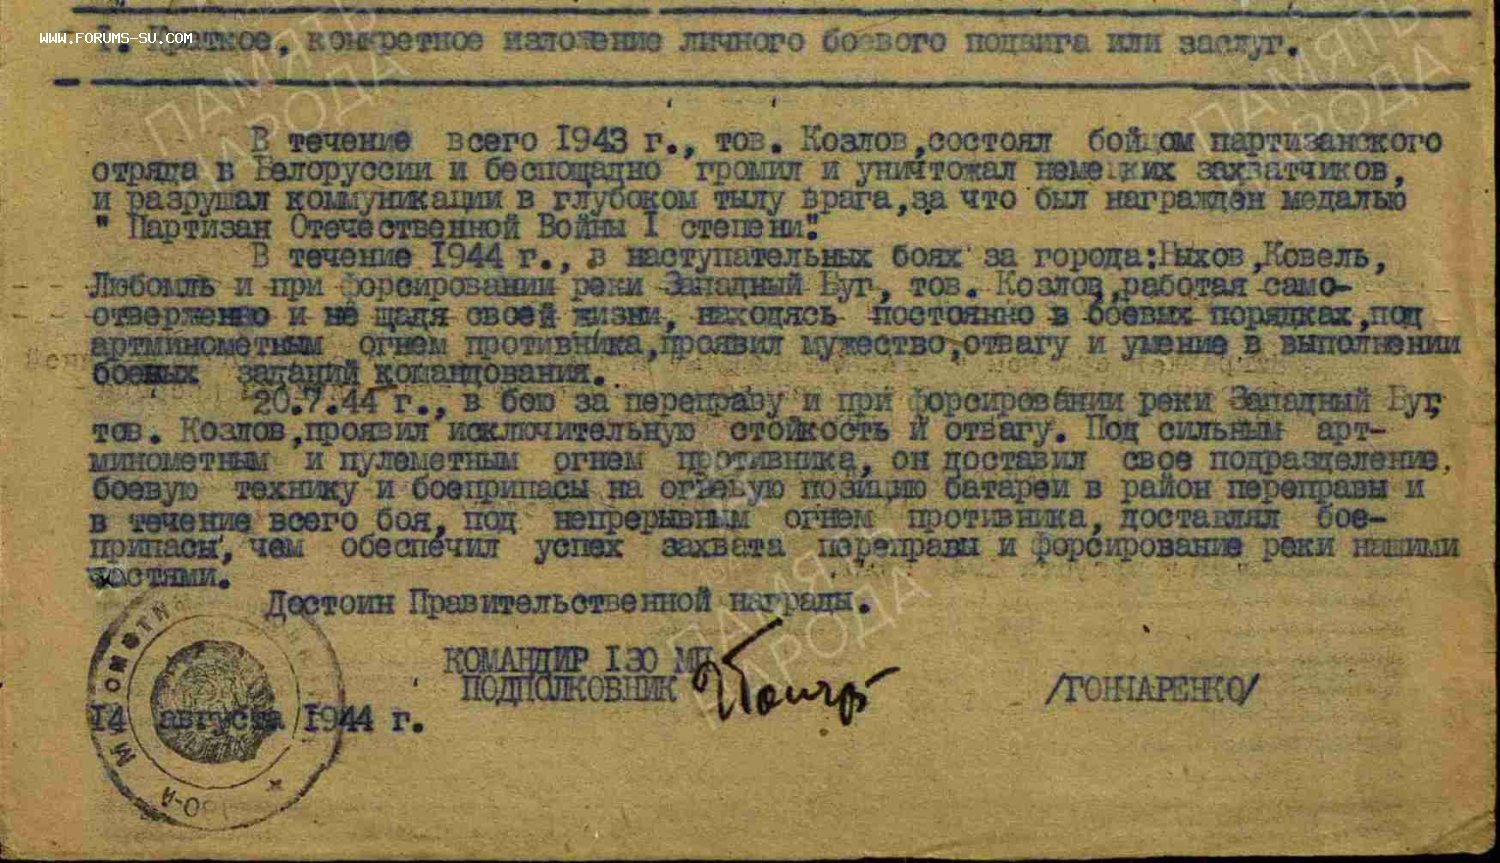 WWW.FORUMS-SU.COM
I. Краткое, конкретное изложение личного боевого подвига или заслуг.
В течение всего 1943 г., тов. Козлов,состоял бойцом партизанского
отряда в Белоруссии и беспощадно громил и уничтожал немецких захватчиков,
и разрушал коммуникации в глубоком тылу врага,за что был награжден медалью
" Партизан Отечественной Войны I степени".
В течение 1944 г., в наступательных боях за города:Быхов,Ковель,
Любомль и при форсировании реки Западный Буг, тов. Козлов,работая само-
отверженно и не щадя своей жизни, находясь постоянно в боевых порядках,под
артминометным огнем противника,проявил мужество,отвагу и умение в выполнении
боевых заданий командования.
20.7.44 г., в бою за переправу и при форсировании реки Западный Буг,
тов. Козлов,проявил исключительную стойкость и отвагу. Под сильным арт-
минометным и пулеметным огнем противника, он доставил свое подразделение,
боевую технику и боеприпасы на огневую позицию батареи в район переправы и
в течение всего боя, под непрерывным огнем противника, доставлял бое-
припасы, чем обеспечил успех захвата переправы и форсирование реки нашими
частями.
Достоин Правительственной награды.
КОМАНДИР 130 МП
ПОДПОЛКОВНИК
/ГОНЧАРЕНКО/
14 августа 1944 г.
ПАМЯТЬ
НАРОДА